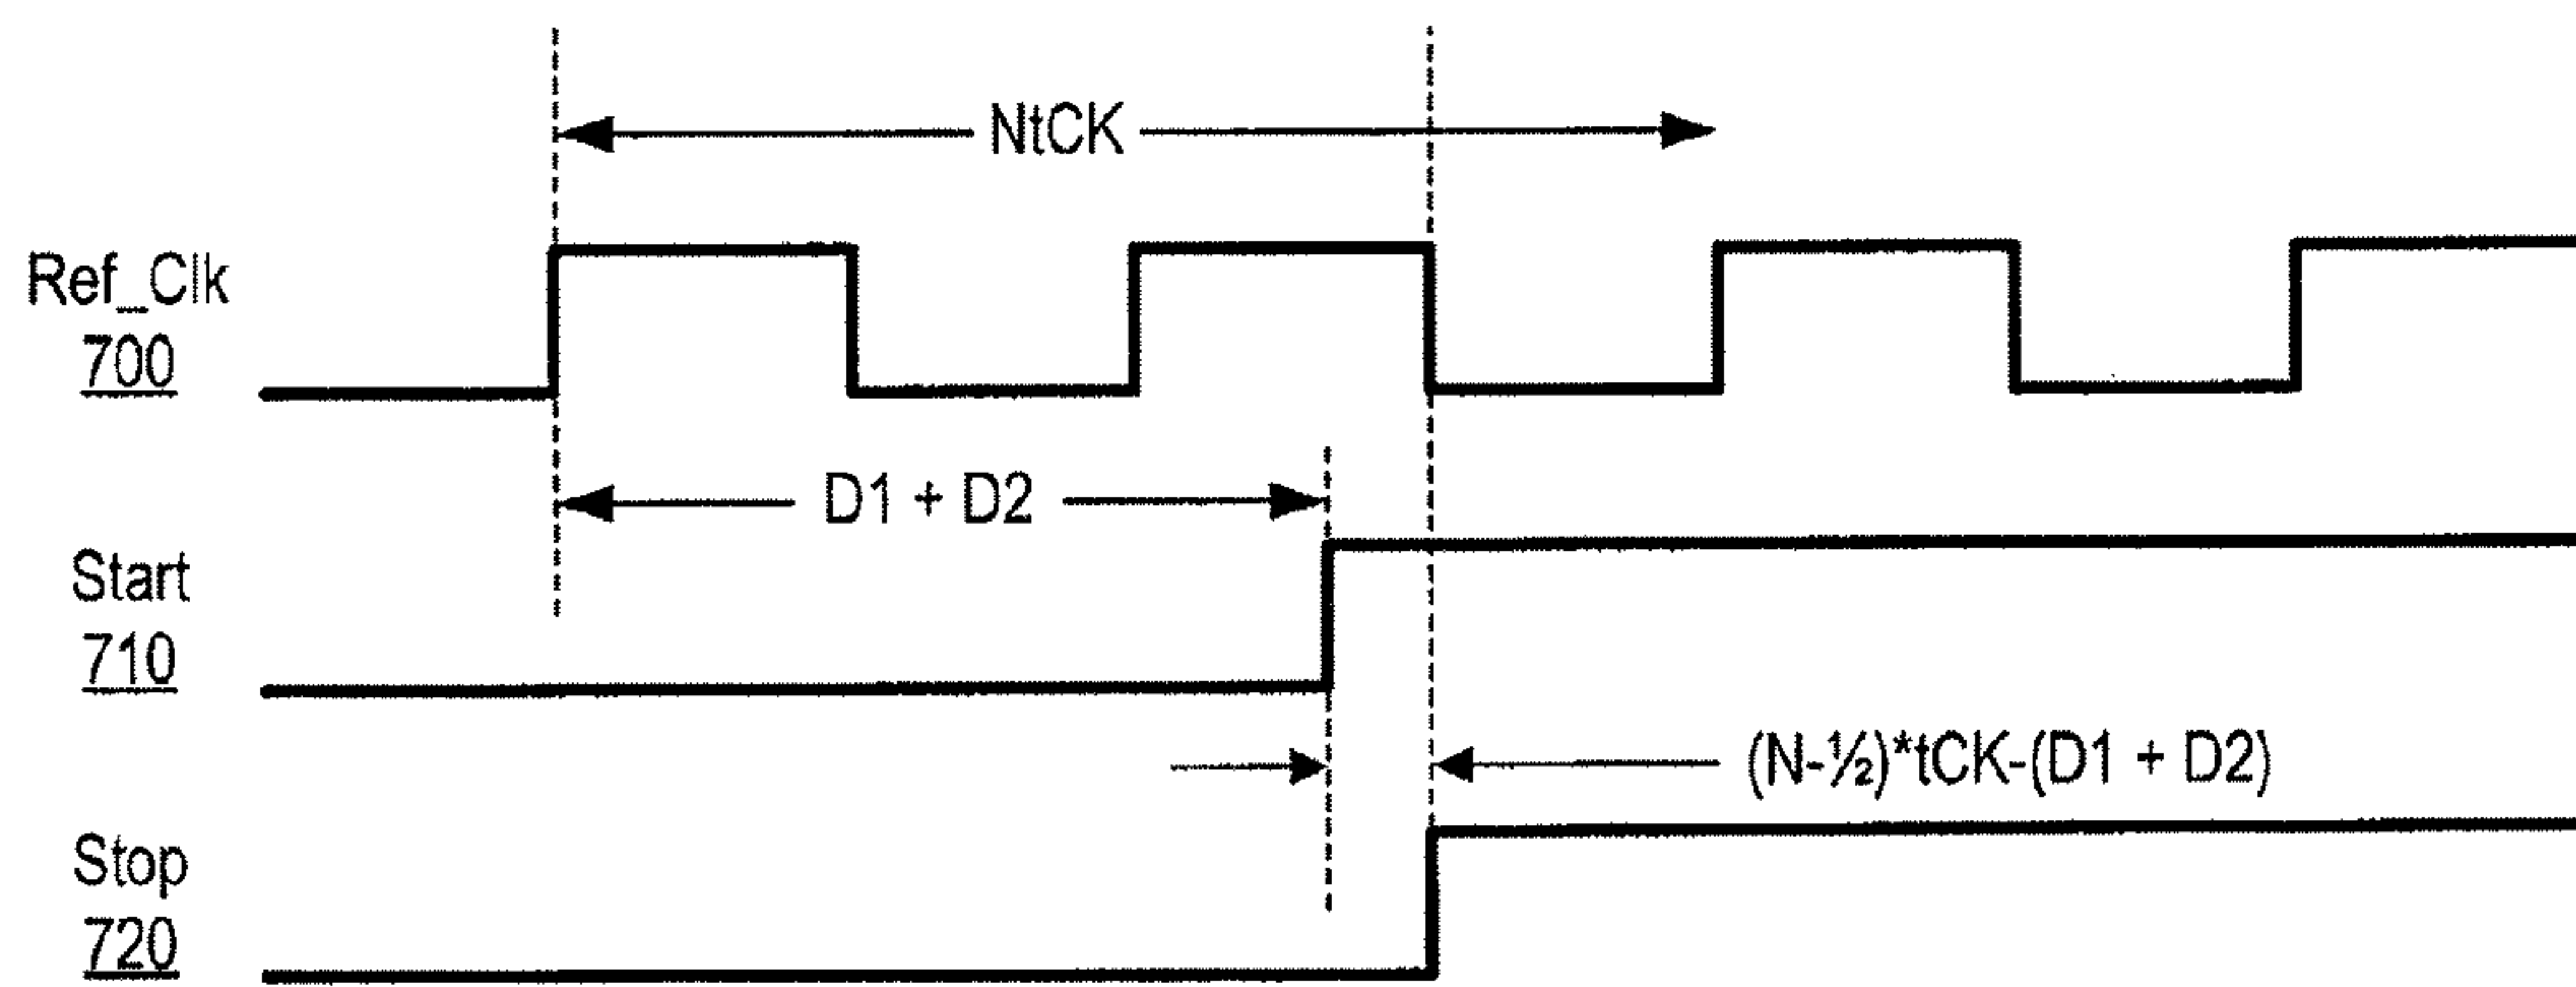 NtCK
Ref_Clk
700
D1 + D2
Start
710
(N-½)*tCK-(D1 + D2)
Stop
720